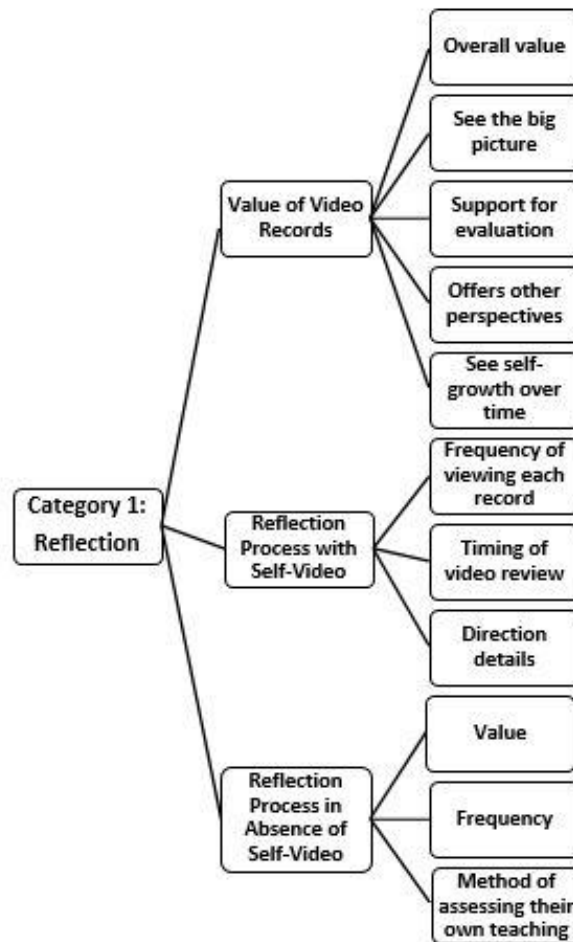 Category 1:
Reflection
Value of Video
Records
Overall value
See the big
picture
Support for
evaluation
Offers other
perspectives
See self-
growth over
time
Reflection
Process with
Self-Video
Frequency of
viewing each
record
Timing of
video review
Direction
details
Reflection
Process in
Absence of
Self-Video
Value
Frequency
Method of
assessing their
own teaching